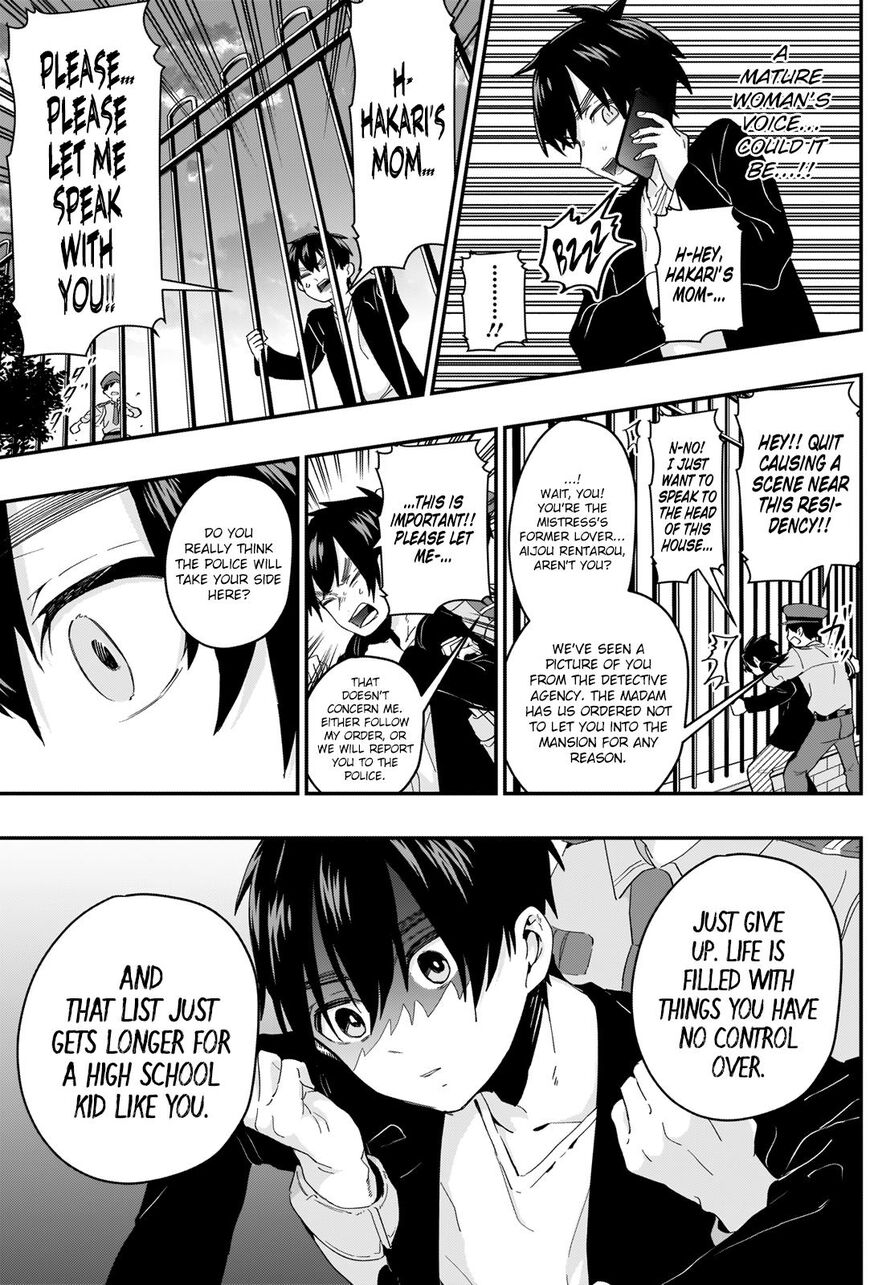 A
MATURE
WOMAN'S
VOICE...
COULD IT
BE...!!
H-HEY,
HAKARI'S
MOM-...
BZZZ
......!!
H-
HAKARI'S
MOM...
PLEASE...
PLEASE
LET ME
SPEAK
WITH
YOU!!
HEY!! QUIT
CAUSING A
SCENE NEAR
THIS RESI-
DENCY!!
N-NO!
I JUST
WANT TO
SPEAK TO
THE HEAD
OF THIS
HOUSE...
...!
WAIT, YOU!
YOU'RE THE
MISTRESS'S
FORMER LOVER...
AIJOU RENTAROU,
AREN'T YOU?
WE'VE SEEN
A PICTURE OF YOU
FROM THE DETECTIVE
AGENCY. THE MADAM
HAS US ORDERED NOT
TO LET YOU INTO THE
MANSION FOR ANY
REASON.
...THIS IS
IMPORTANT!!
PLEASE LET
ME-...
THAT
DOESN'T
CONCERN ME.
EITHER FOLLOW
MY ORDER, OR
WE WILL REPORT
YOU TO THE
POLICE.
DO YOU
REALLY THINK
THE POLICE WILL
TAKE YOUR SIDE
HERE?
JUST GIVE
UP. LIFE IS
FILLED WITH
THINGS YOU HAVE
NO CONTROL
OVER.
AND
THAT LIST JUST
GETS LONGER FOR
A HIGH SCHOOL
KID LIKE YOU.